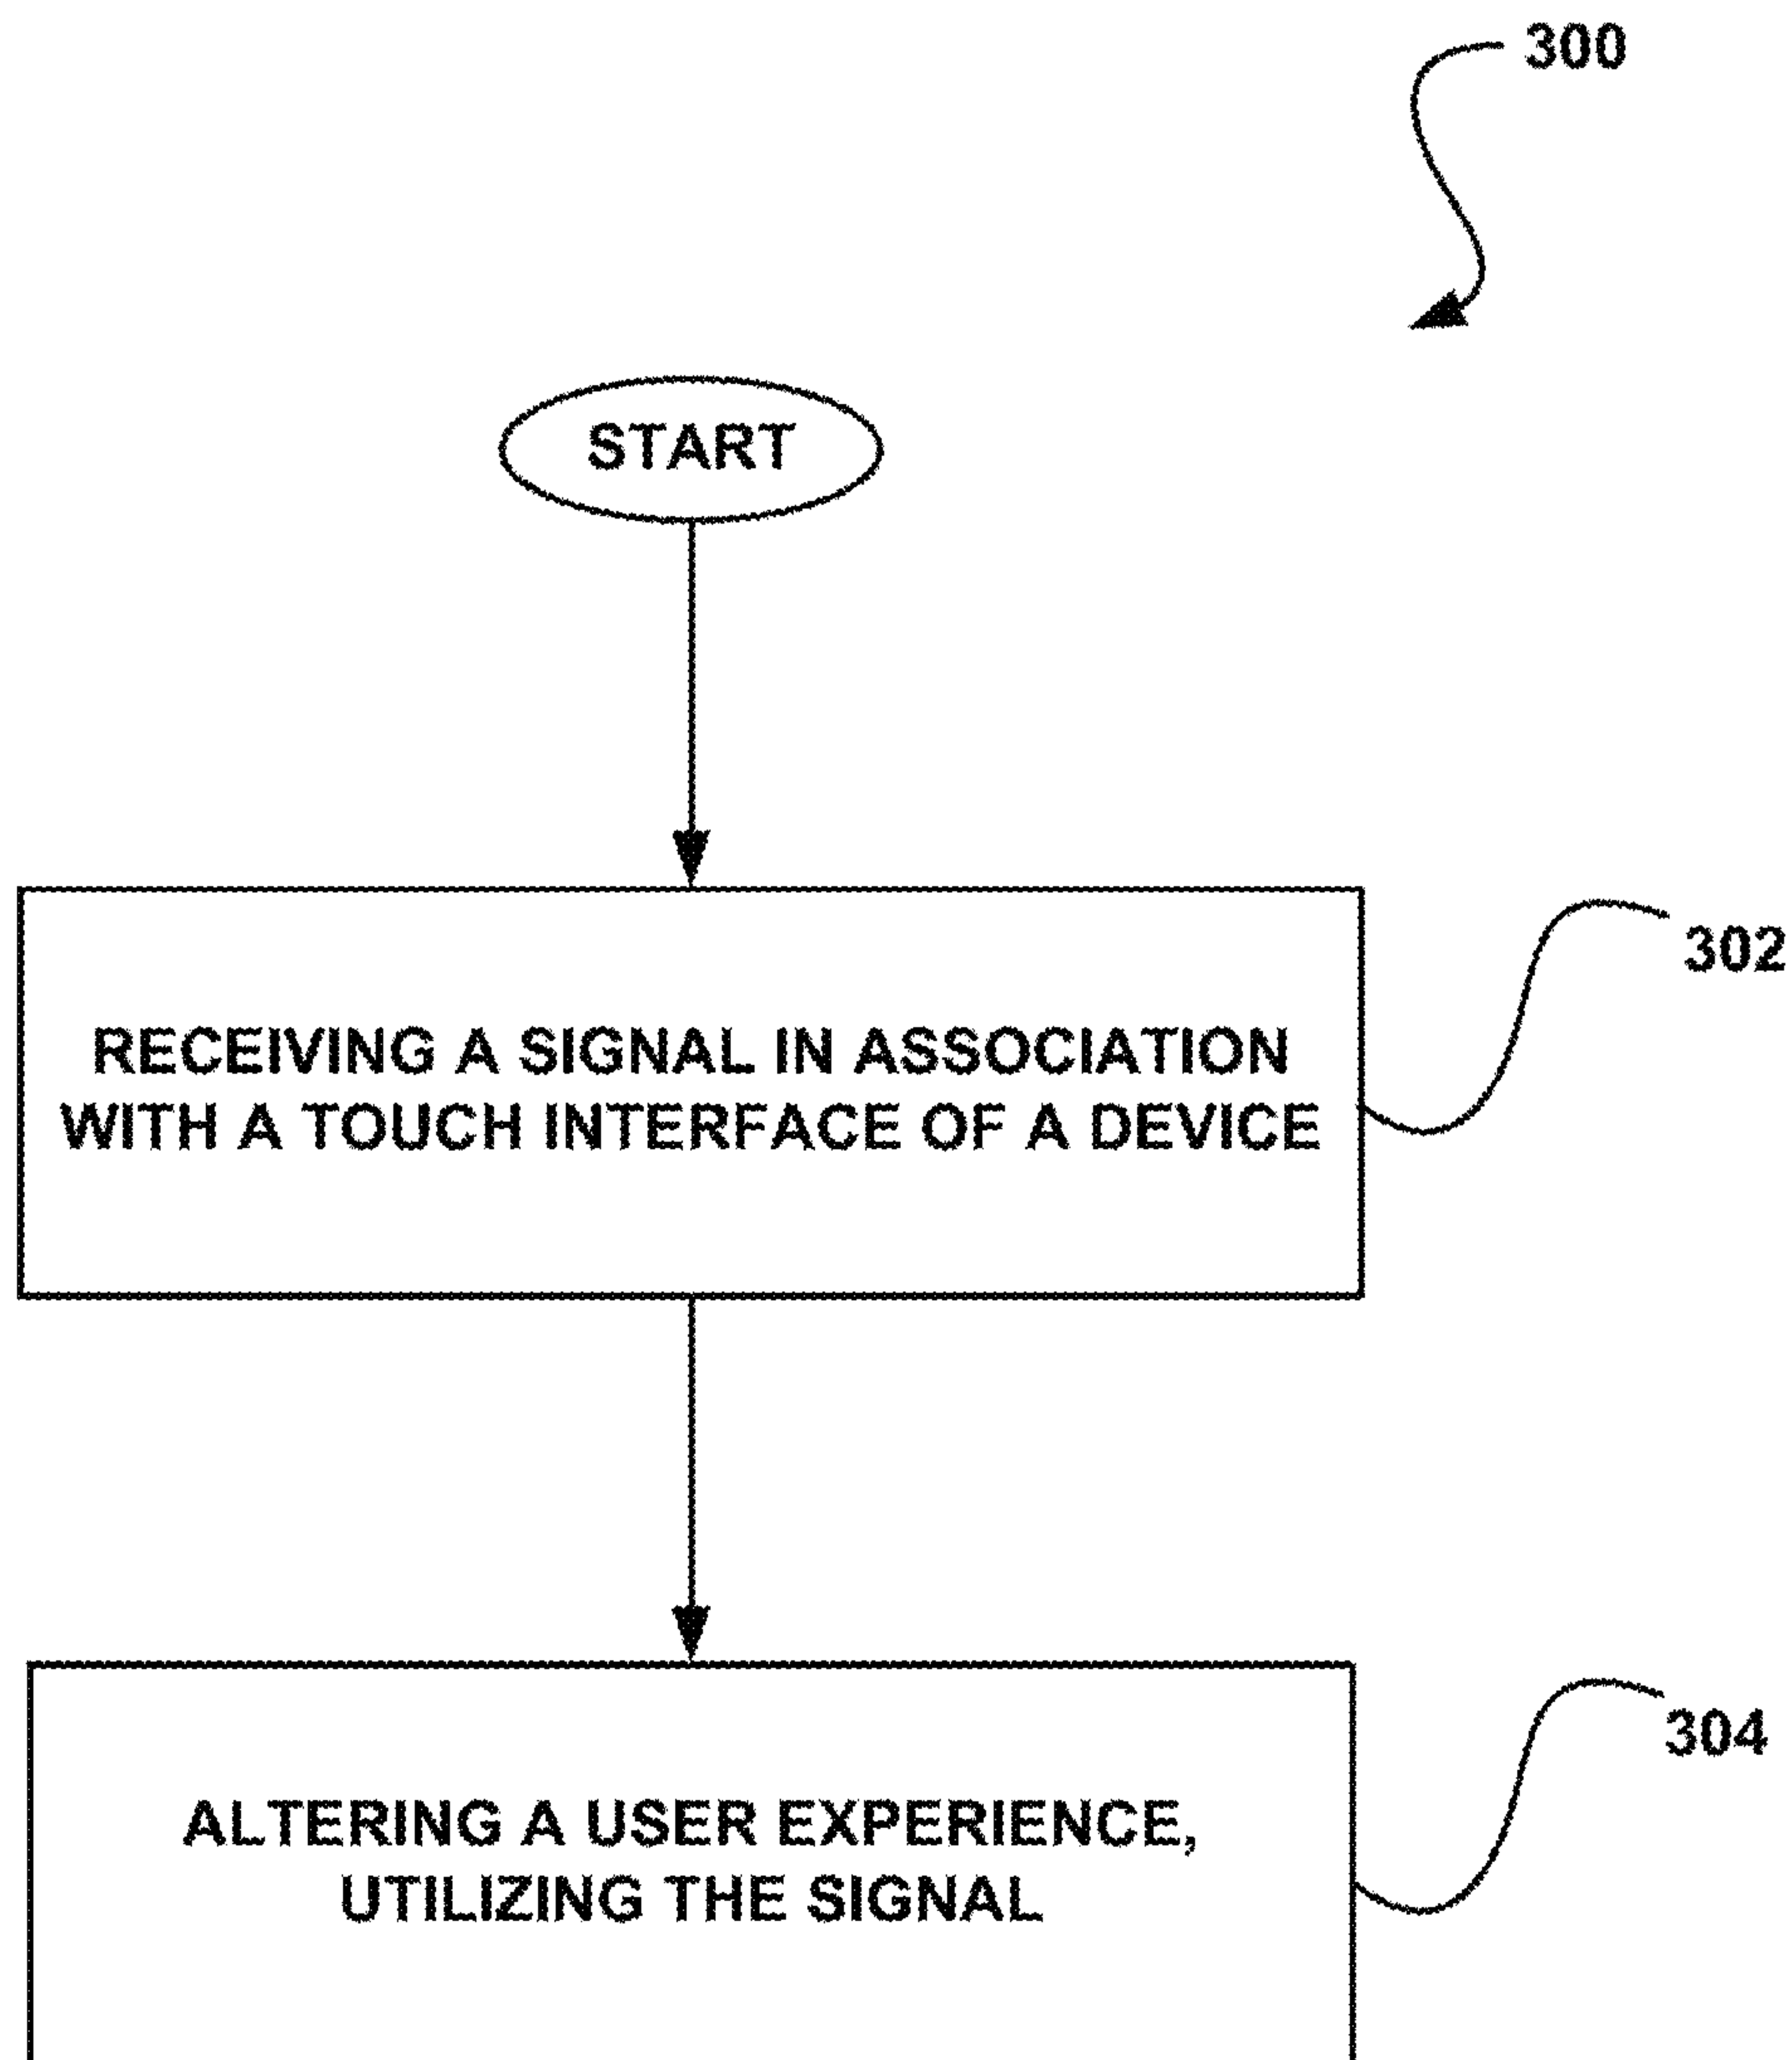 300
START
302
RECEIVING A SIGNAL IN ASSOCIATION
WITH A TOUCH INTERFACE OF A DEVICE
304
ALTERING A USER EXPERIENCE,
UTILIZING THE SIGNAL